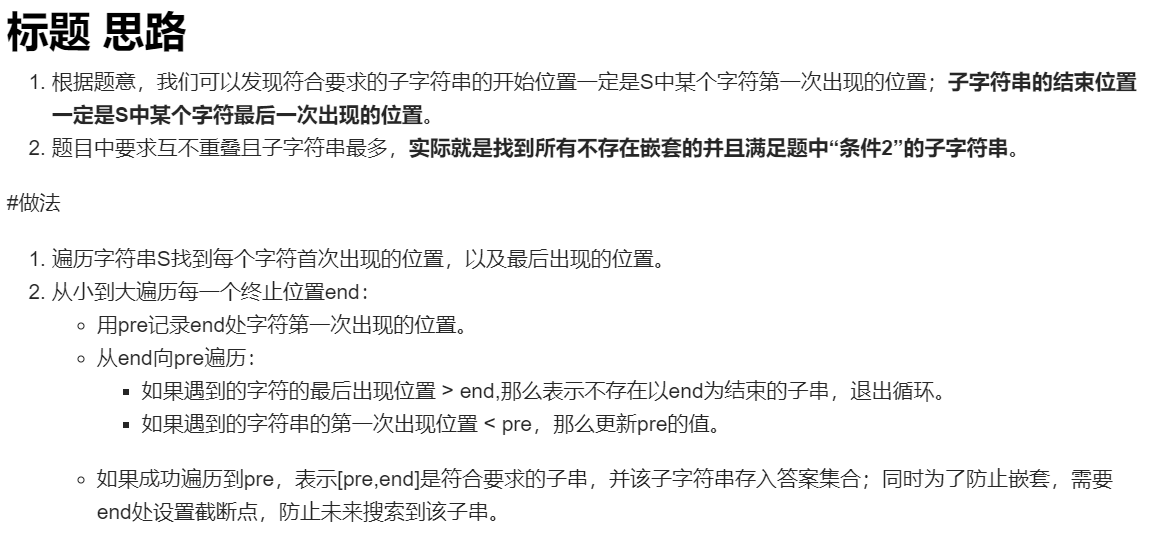 标题 思路
1. 根据题意，我们可以发现符合要求的子字符串的开始位置一定是S中某个字符第一次出现的位置；子字符串的结束位置
一定是S中某个字符最后一次出现的位置。
2. 题目中要求互不重叠且子字符串最多，实际就是找到所有不存在嵌套的并且满足题中“条件2”的子字符串。
#做法
1. 遍历字符串S找到每个字符首次出现的位置，以及最后出现的位置。
2. 从小到大遍历每一个终止位置end：
◦ 用pre记录end处字符第一次出现的位置。
◦ 从end向pre遍历：
▪ 如果遇到的字符的最后出现位置 > end,那么表示不存在以end为结束的子串，退出循环。
▪ 如果遇到的字符串的第一次出现位置 < pre，那么更新pre的值。
◦ 如果成功遍历到pre，表示[pre,end]是符合要求的子串，并该子字符串存入答案集合；同时为了防止嵌套，需要
end处设置截断点，防止未来搜索到该子串。